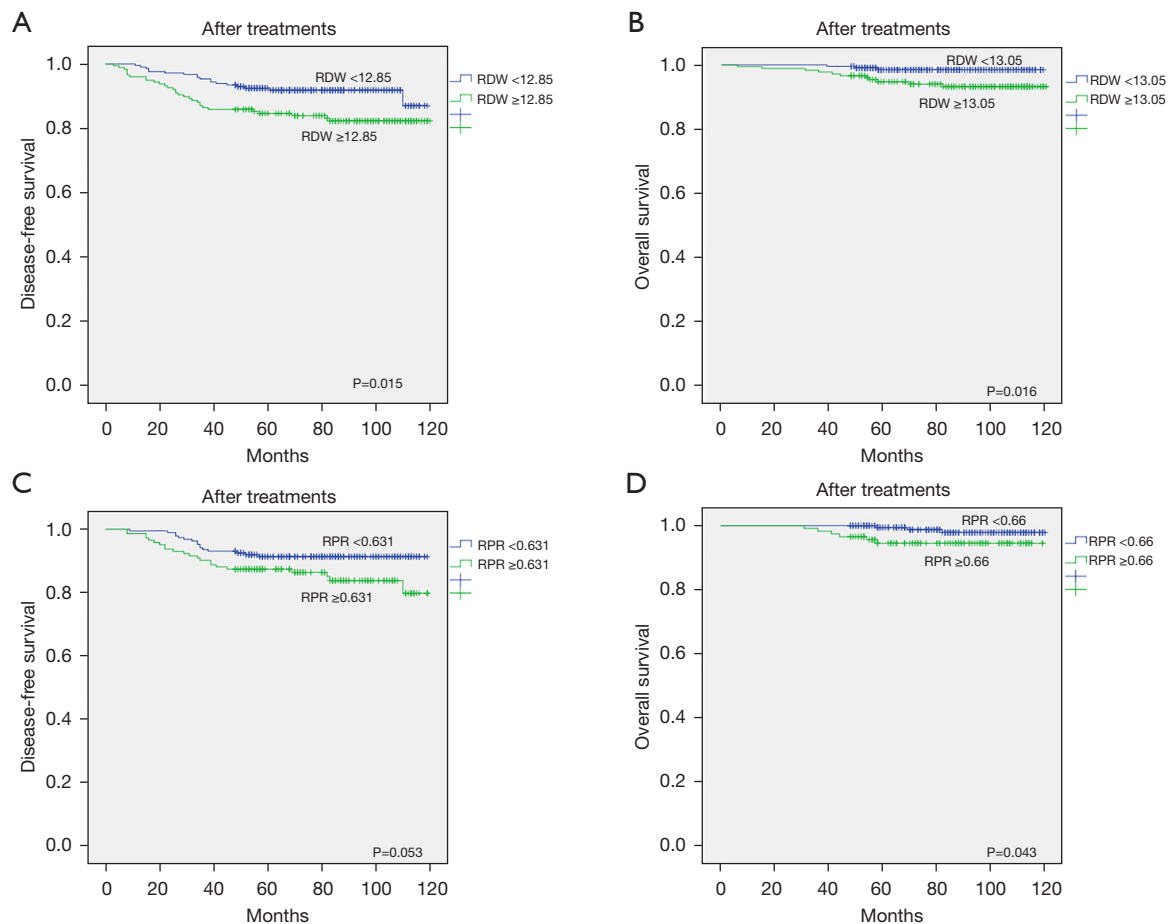 A
After treatments
1.0
0.8
0.6
0.4
0.2
0.0
Disease-free survival
RDW <12.85
RDW ≥12.85
P=0.015
0 20 40 60 80 100 120
Months
RDW <12.85
RDW ≥12.85
B
After treatments
1.0
0.8
0.6
0.4
0.2
0.0
Overall survival
RDW <13.05
RDW ≥13.05
P=0.016
0 20 40 60 80 100 120
Months
RDW <13.05
RDW ≥13.05
C
After treatments
1.0
0.8
0.6
0.4
0.2
0.0
Disease-free survival
RPR <0.631
RPR ≥0.631
P=0.053
0 20 40 60 80 100 120
Months
RPR <0.631
RPR ≥0.631
D
After treatments
1.0
0.8
0.6
0.4
0.2
0.0
Overall survival
RPR <0.66
RPR ≥0.66
P=0.043
0 20 40 60 80 100 120
Months
RPR <0.66
RPR ≥0.66